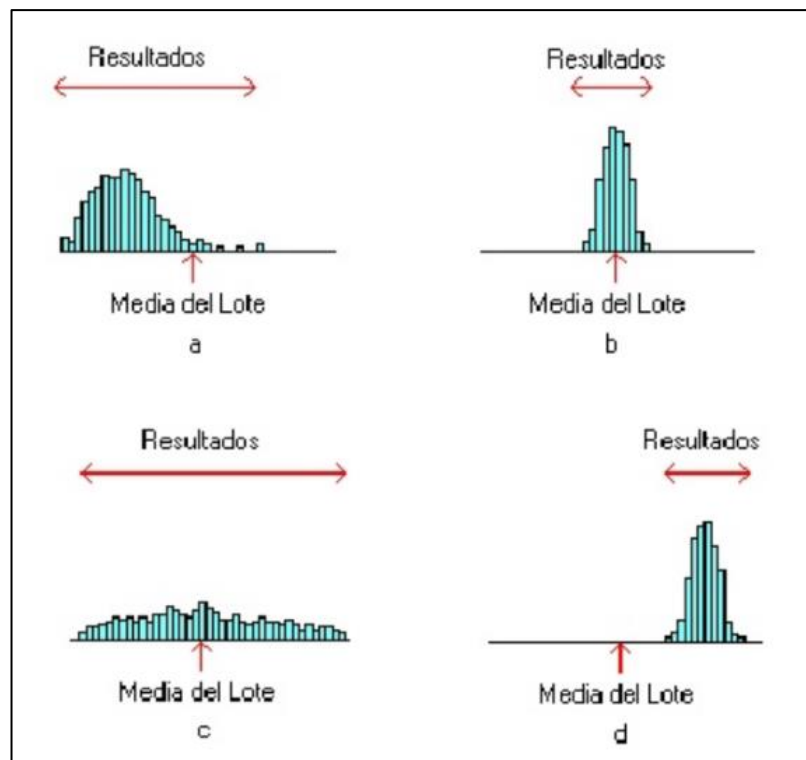 Resultados
Media del Lote
a
Resultados
Media del Lote
b
Resultados
Media del Lote
c
Resultados
Media del Lote
d